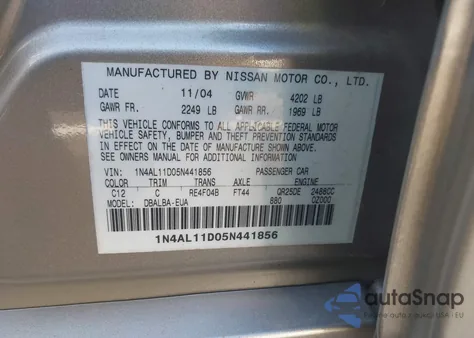 MANUFACTURED BY NISSAN MOTOR CO., LTD.
DATE 11/04 GVWR 4202 LB
GAWR FR. 2249 LB GAWR RR. 1969 LB
THIS VEHICLE CONFORMS TO ALL APPLICABLE FEDERAL MOTOR
VEHICLE SAFETY, BUMPER AND THEFT PREVENTION STANDARDS
IN EFFECT ON THE DATE OF MANUFACTURE SHOWN ABOVE.
SEE OWNERS MANUAL FOR ADDITIONAL INFORMATION
VIN: 1N4AL11D05N441856 PASSENGER CAR
COLOR TRIM TRANS AXLE ENGINE
C12 C RE4F04B FT44 QR25DE 2488CC
MODEL: DBALBA-EUA 880 0Z000
1N4AL11D05N441856
autoSnap